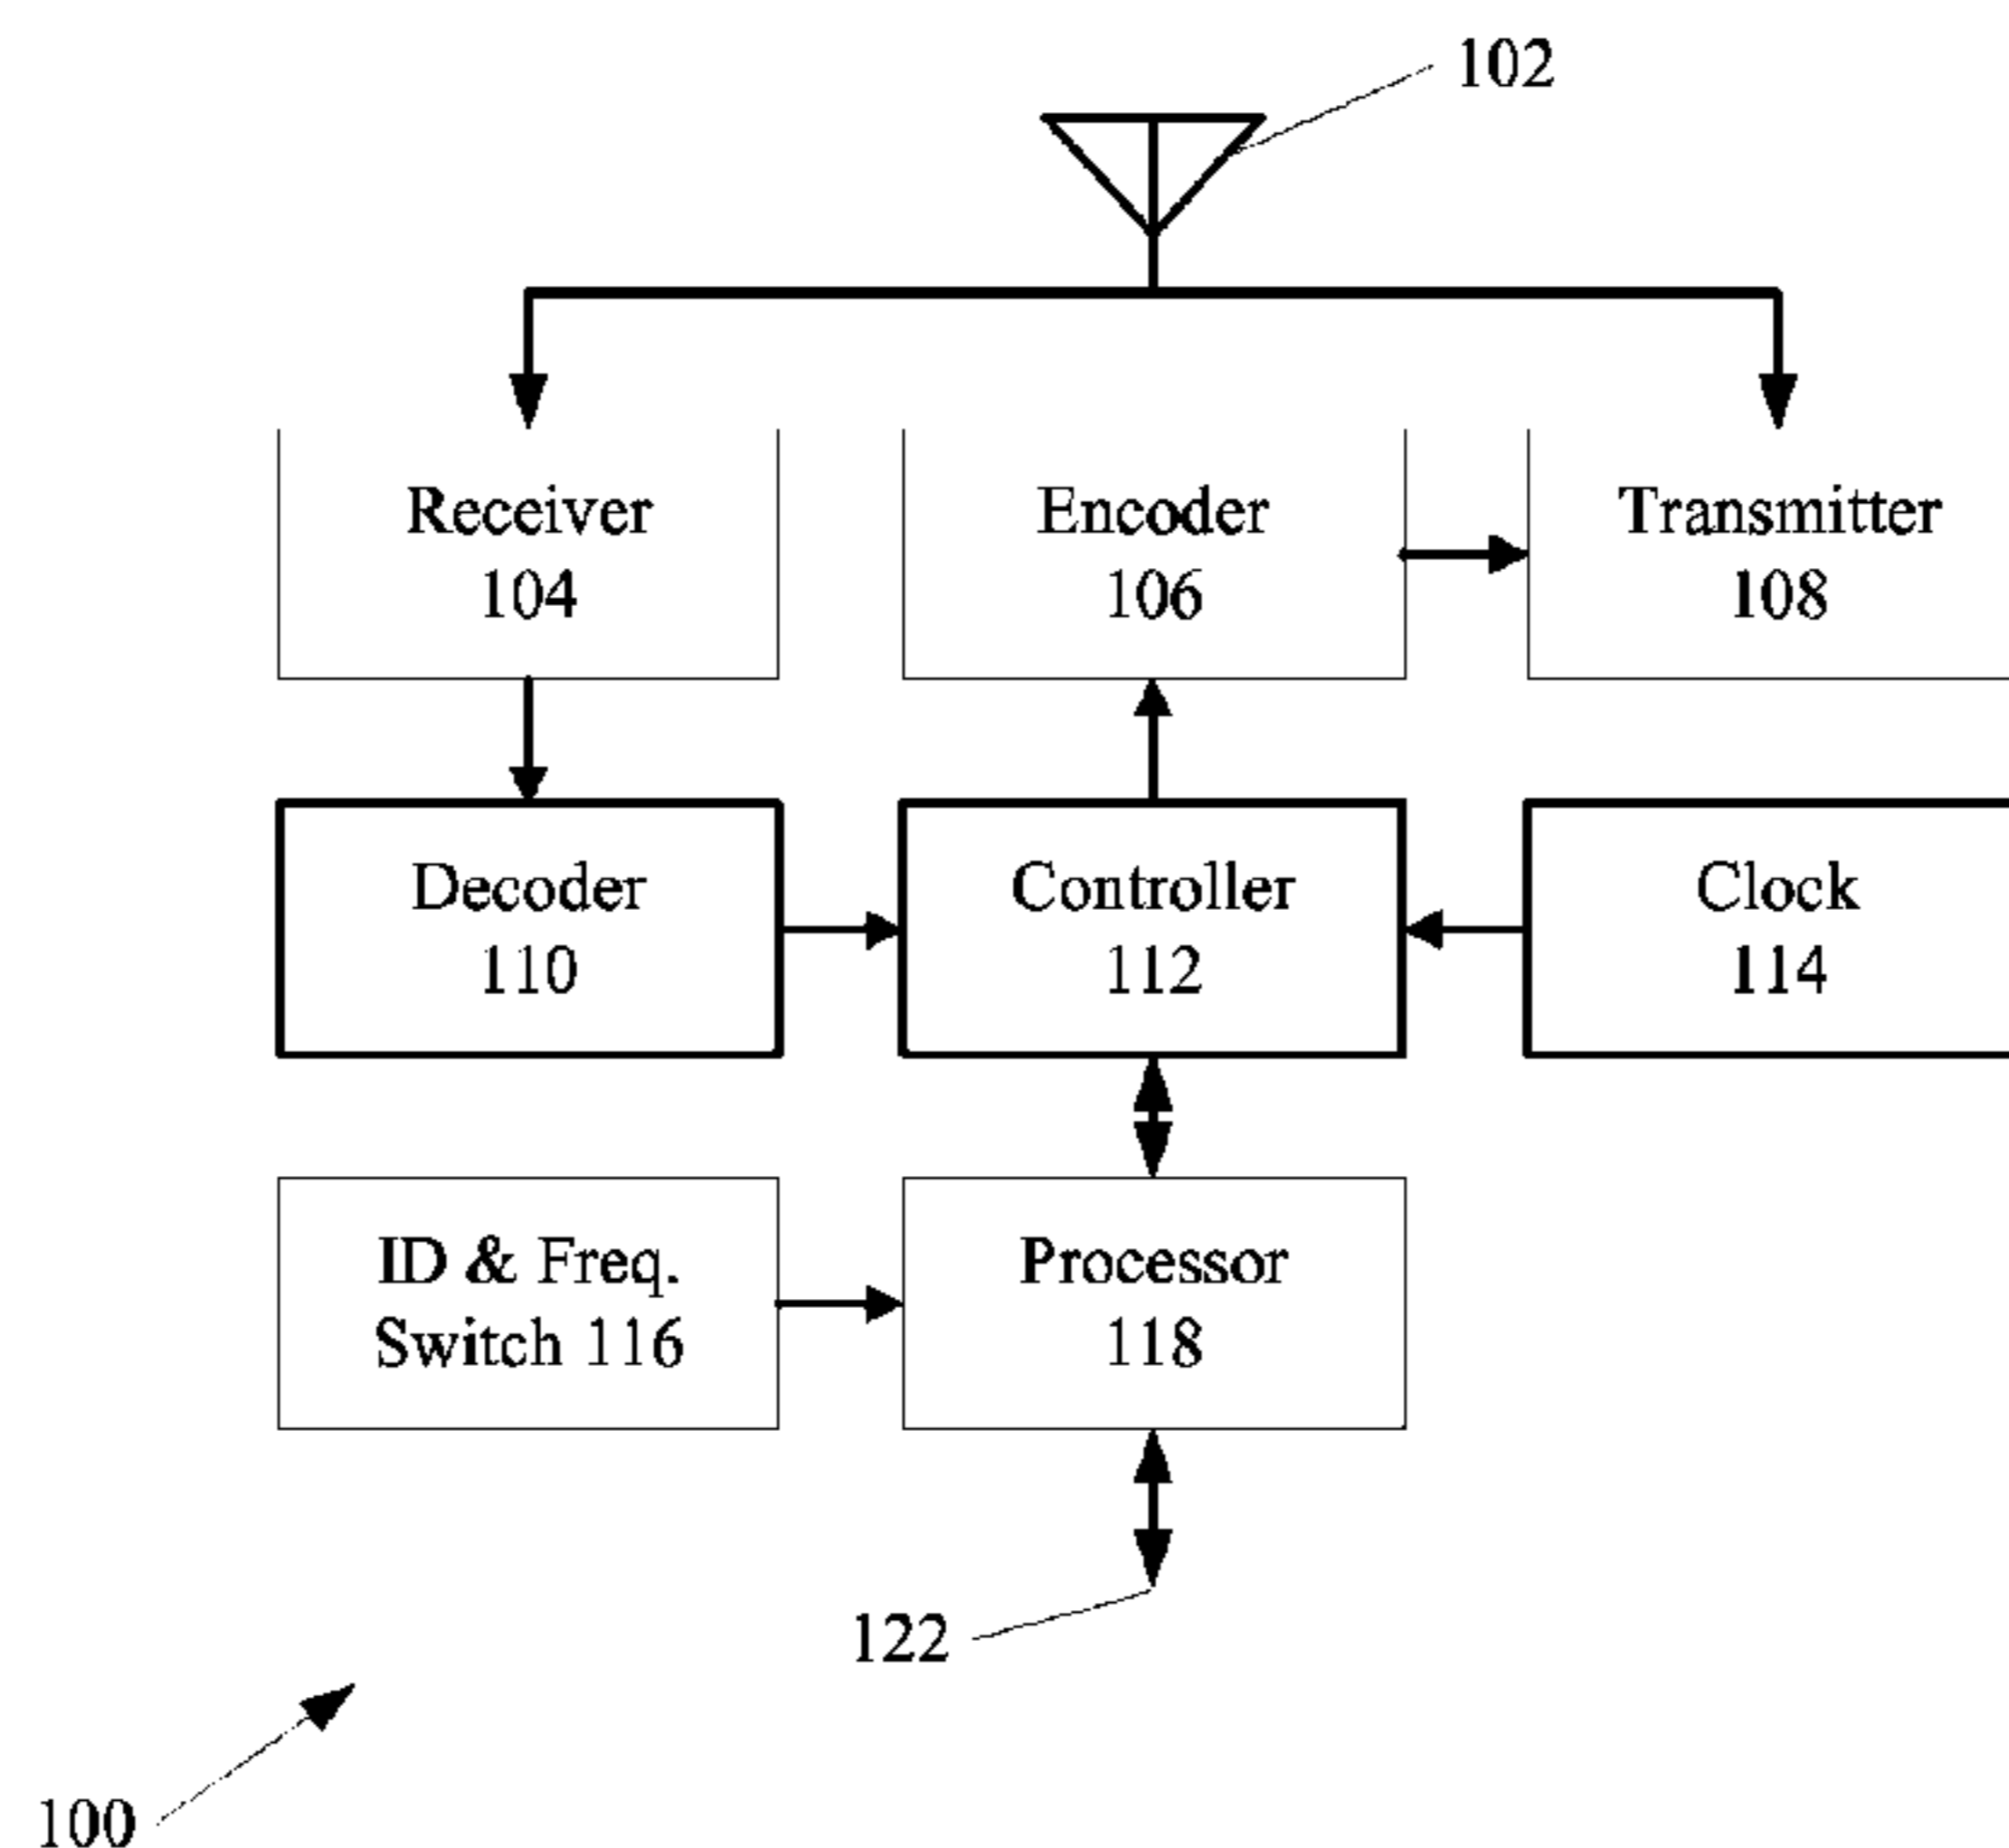 102
Receiver
104
Encoder
106
Transmitter
108
Decoder
110
Controller
112
Clock
114
ID & Freq.
Switch 116
Processor
118
122
100